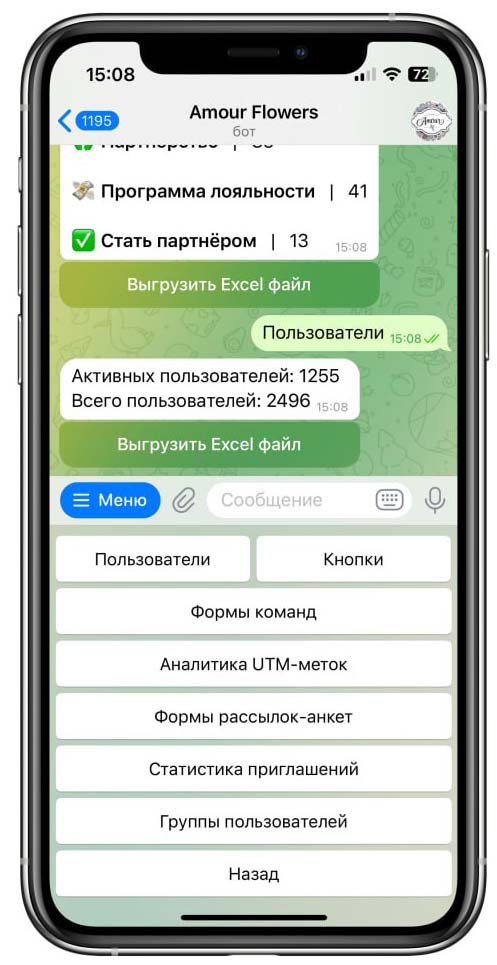 15:08
72
1195
Amour Flowers
бот
Партнёрство |
💸 Программа лояльности | 41
✅ Стать партнёром | 13 15:08
Выгрузить Excel файл
Пользователи 15:08
Активных пользователей: 1255
Всего пользователей: 2496 15:08
Выгрузить Excel файл
Меню
Сообщение
Пользователи
Кнопки
Формы команд
Аналитика UTM-меток
Формы рассылок-анкет
Статистика приглашений
Группы пользователей
Назад